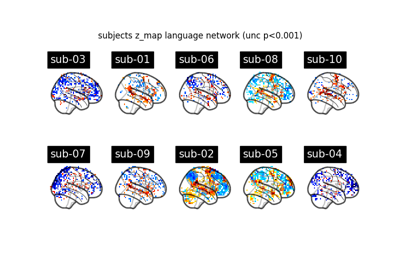 subjects z_map language network (unc p<0.001)
sub-03 sub-01 sub-06 sub-08 sub-10
sub-07 sub-09 sub-02 sub-05 sub-04